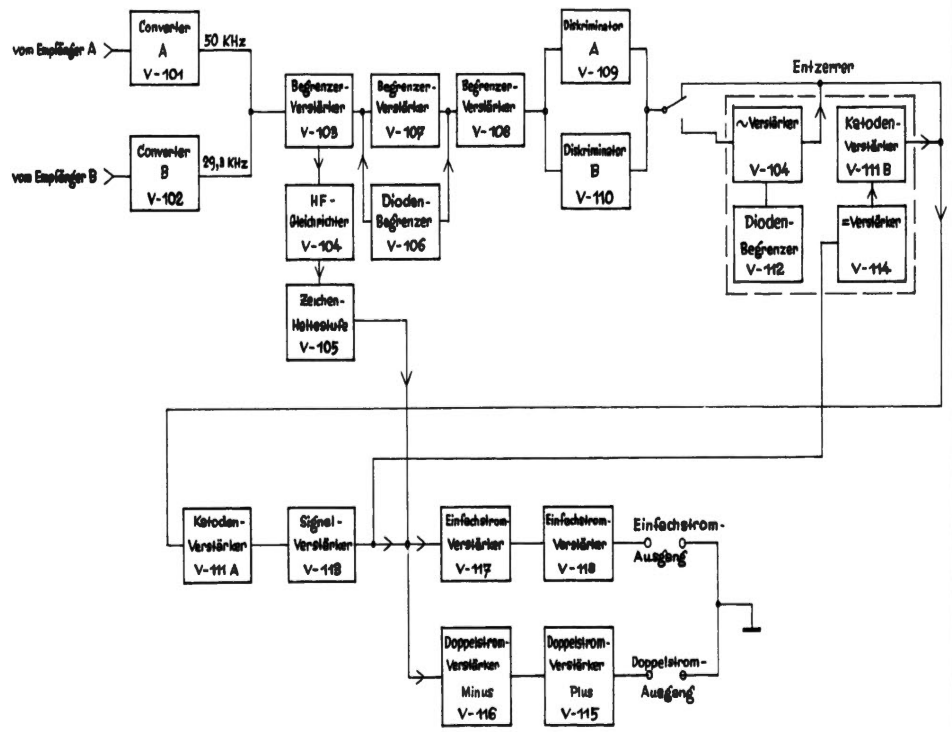 vom Empfänger A
Converter
A
V-101
50 KHz
vom Empfänger B
Converter
B
V-102
29,8 KHz
Begrenzer-
Verstärker
V-103
Begrenzer-
Verstärker
V-107
Begrenzer-
Verstärker
V-108
HF-
Gleichrichter
V-104
Dioden-
Begrenzer
V-106
Zeichen-
Haltestufe
V-105
Diskriminator
A
V-109
Diskriminator
B
V-110
Entzerrer
~Verstärker
V-104
Katoden-
Verstärker
V-111 B
Dioden-
Begrenzer
V-112
=Verstärker
V-114
Katoden-
Verstärker
V-111 A
Signal-
Verstärker
V-113
Einfachstrom-
Verstärker
V-117
Einfachstrom-
Verstärker
V-118
Einfachstrom-
Ausgang
Doppelstrom-
Verstärker
Minus
V-116
Doppelstrom-
Verstärker
Plus
V-115
Doppelstrom-
Ausgang